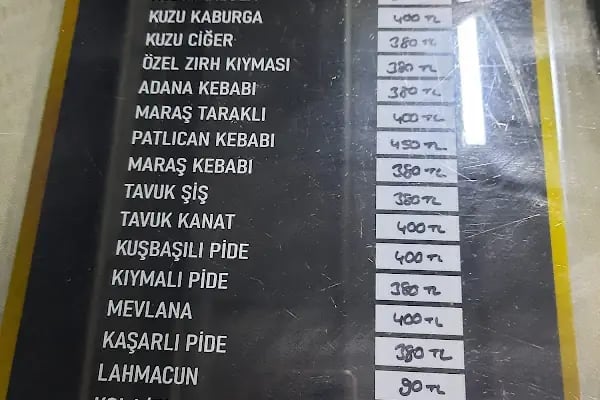 KUZU KABURGA 400 TL
KUZU CİĞER 380 TL
ÖZEL ZIRH KIYMASI 380 TL
ADANA KEBABI 380 TL
MARAŞ TARAKLI 400 TL
PATLICAN KEBABI 450 TL
MARAŞ KEBABI 380 TL
TAVUK ŞİŞ 380 TL
TAVUK KANAT 400 TL
KUŞBAŞILI PİDE 400 TL
KIYMALI PİDE 380 TL
MEVLANA 400 TL
KAŞARLI PİDE 380 TL
LAHMACUN 90 TL